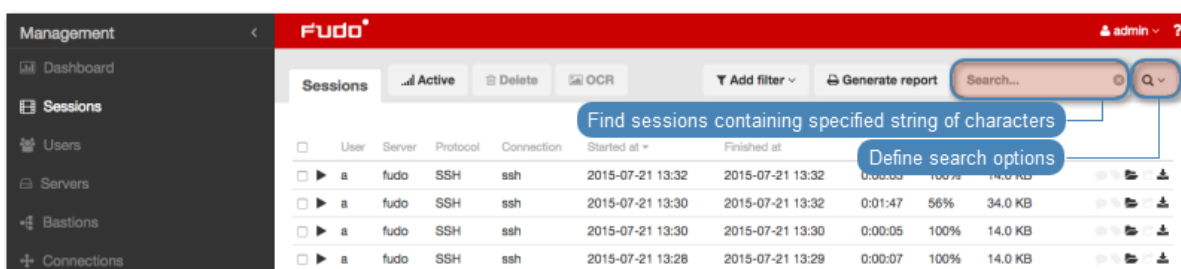 Management
Fudo
admin ?
Dashboard
Sessions
Users
Servers
Bastions
Connections
Sessions Active Delete OCR Add filter Generate report Search...
Find sessions containing specified string of characters
Define search options
User Server Protocol Connection Started at Finished at
a fudo SSH ssh 2015-07-21 13:32 2015-07-21 13:32 0:00:03 100% 14.0 KB
a fudo SSH ssh 2015-07-21 13:30 2015-07-21 13:32 0:01:47 56% 34.0 KB
a fudo SSH ssh 2015-07-21 13:30 2015-07-21 13:30 0:00:05 100% 14.0 KB
a fudo SSH ssh 2015-07-21 13:28 2015-07-21 13:29 0:00:07 100% 14.0 KB